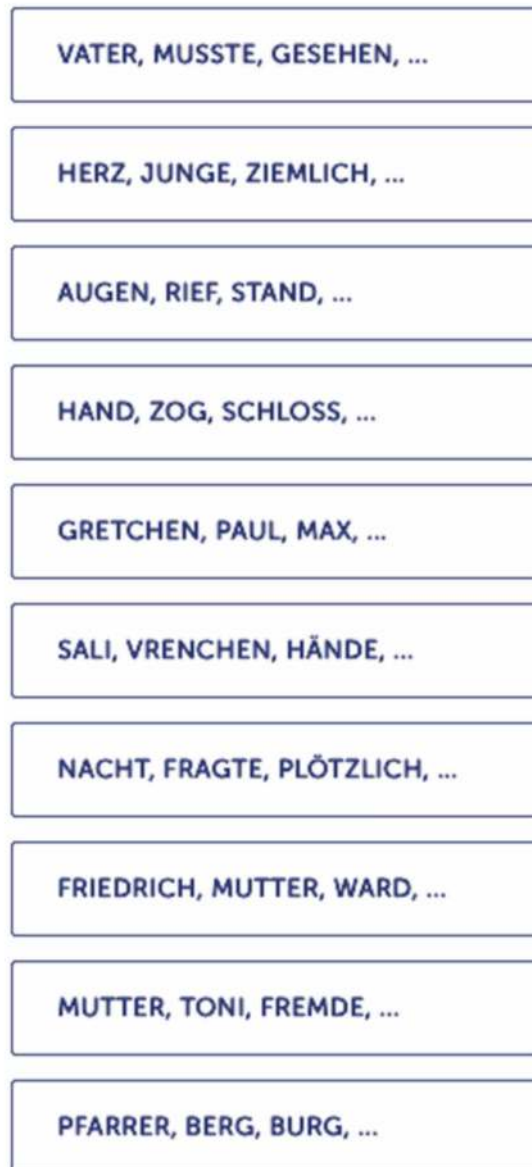 VATER, MUSSTE, GESEHEN, ...
HERZ, JUNGE, ZIEMLICH, ...
AUGEN, RIEF, STAND, ...
HAND, ZOG, SCHLOSS, ...
GRETCHEN, PAUL, MAX, ...
SALI, VRENCHEN, HÄNDE, ...
NACHT, FRAGTE, PLÖTZLICH, ...
FRIEDRICH, MUTTER, WARD, ...
MUTTER, TONI, FREMDE, ...
PFARRER, BERG, BURG, ...